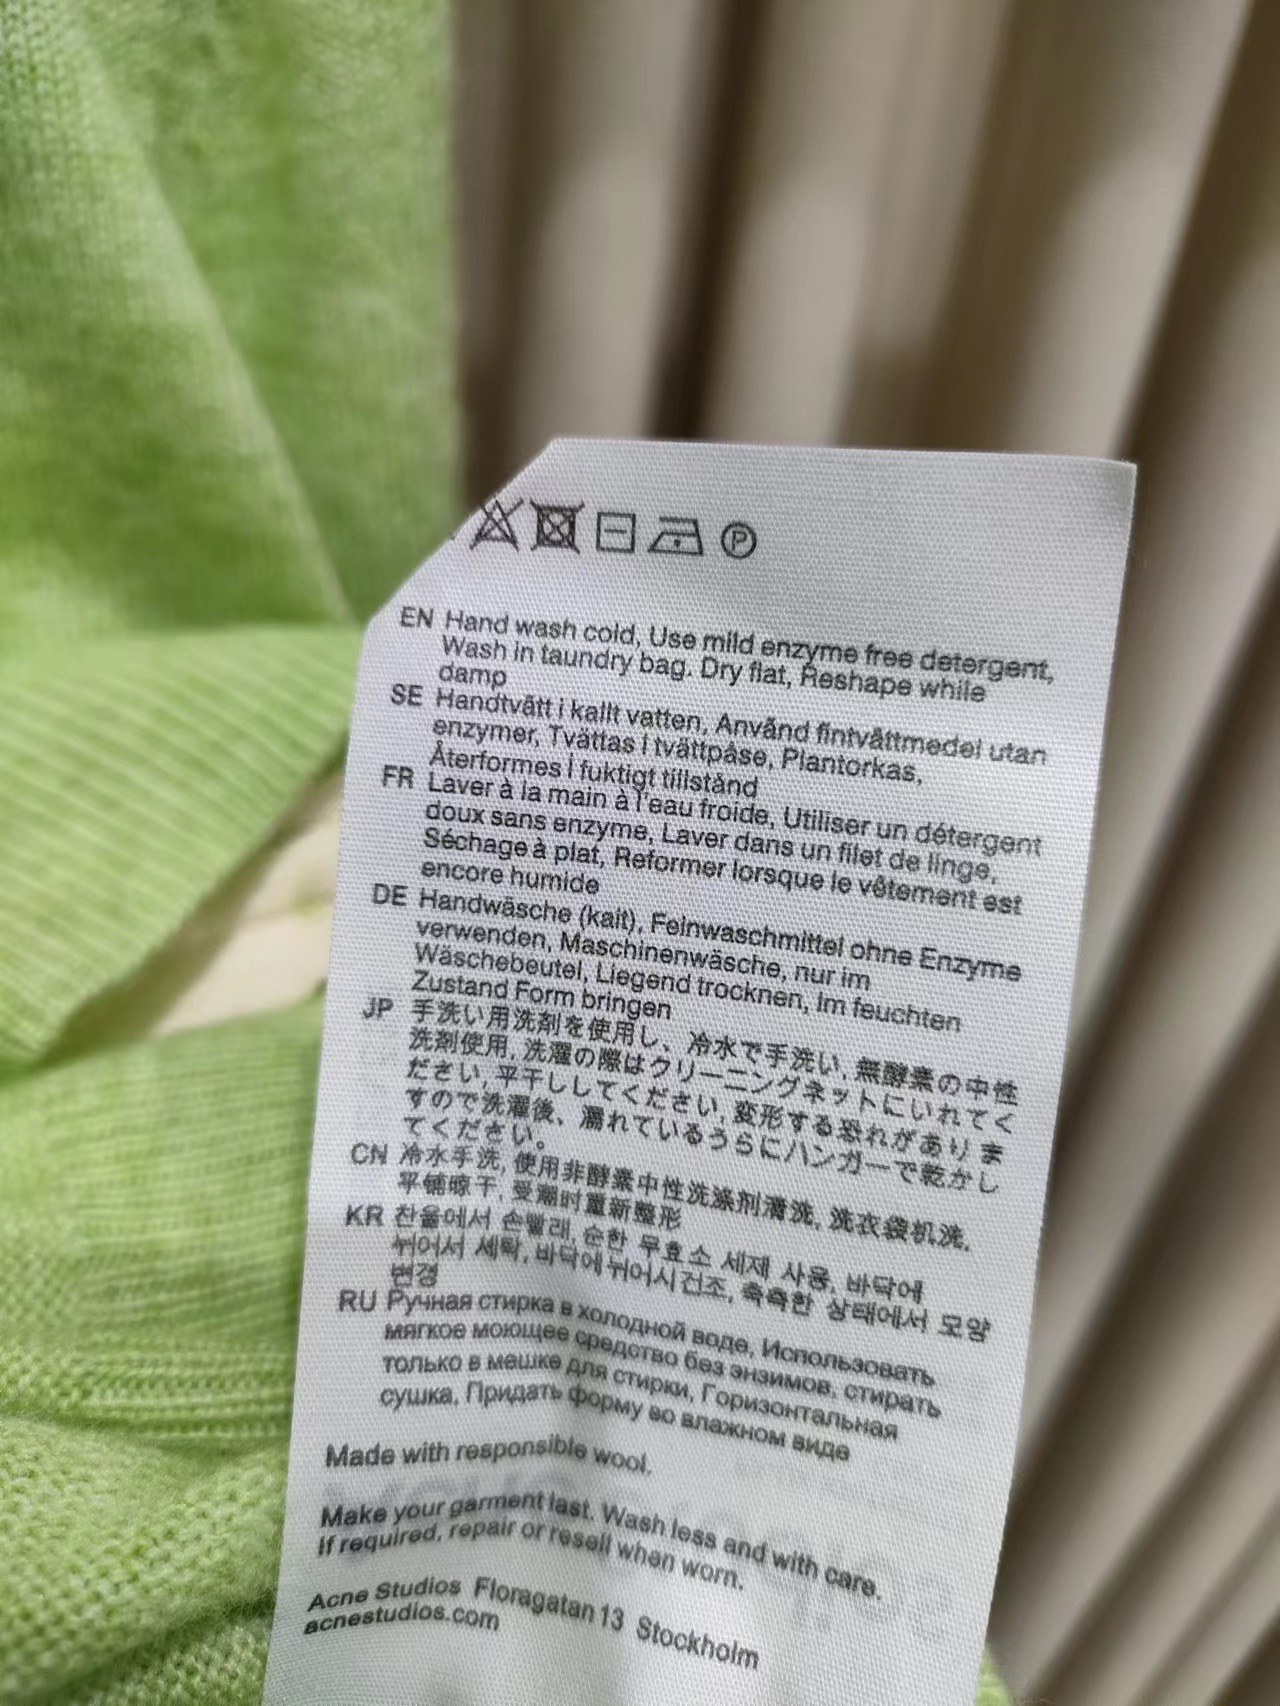 P
EN Hand wash cold, Use mild enzyme free detergent,
Wash in taundry bag. Dry flat, Reshape while
damp
SE Handtvått i kallt vatten, Använd fintvättmedel utan
enzymer, Tvättas i tvättpåse, Plantorkas,
Återformes i fuktigt tillstånd
FR Laver à la main à l'eau froide, Utiliser un détergent
doux sans enzyme, Laver dans un filet de linge,
Séchage à plat, Reformer lorsque le vêtement est
encore humide
DE Handwäsche (kalt), Feinwaschmittel ohne Enzyme
verwenden, Maschinenwäsche, nur im
Wäschebeutel, Liegend trocknen, Im feuchten
Zustand Form bringen
JP 手洗い用洗剤を使用し、冷水で手洗い, 無酵素の中性
洗剤使用, 洗濯の際はクリーニングネットにいれてく
ださい, 平干ししてください, 変形する恐れがありま
すので洗濯後、濡れているうちにハンガーで乾かし
てください。
CN 冷水手洗, 使用非酵素中性洗涤剂清洗, 洗衣袋机洗,
平铺晾干, 受潮时重新整形
KR 찬물에서 손빨래, 순한 무효소 세제 사용, 바닥에
뉘어서 세탁, 바닥에 뉘어시건조, 축축한 상태에서 모양
변경
RU Ручная стирка в холодной воде, Использовать
мягкое моющее средство без энзимов, стирать
только в мешке для стирки, Горизонтальная
сушка, Придать форму во влажном виде
Made with responsible wool.
Make your garment last. Wash less and with care.
If required, repair or resell when worn.
Acne Studios Floragatan 13 Stockholm
acnestudios.com